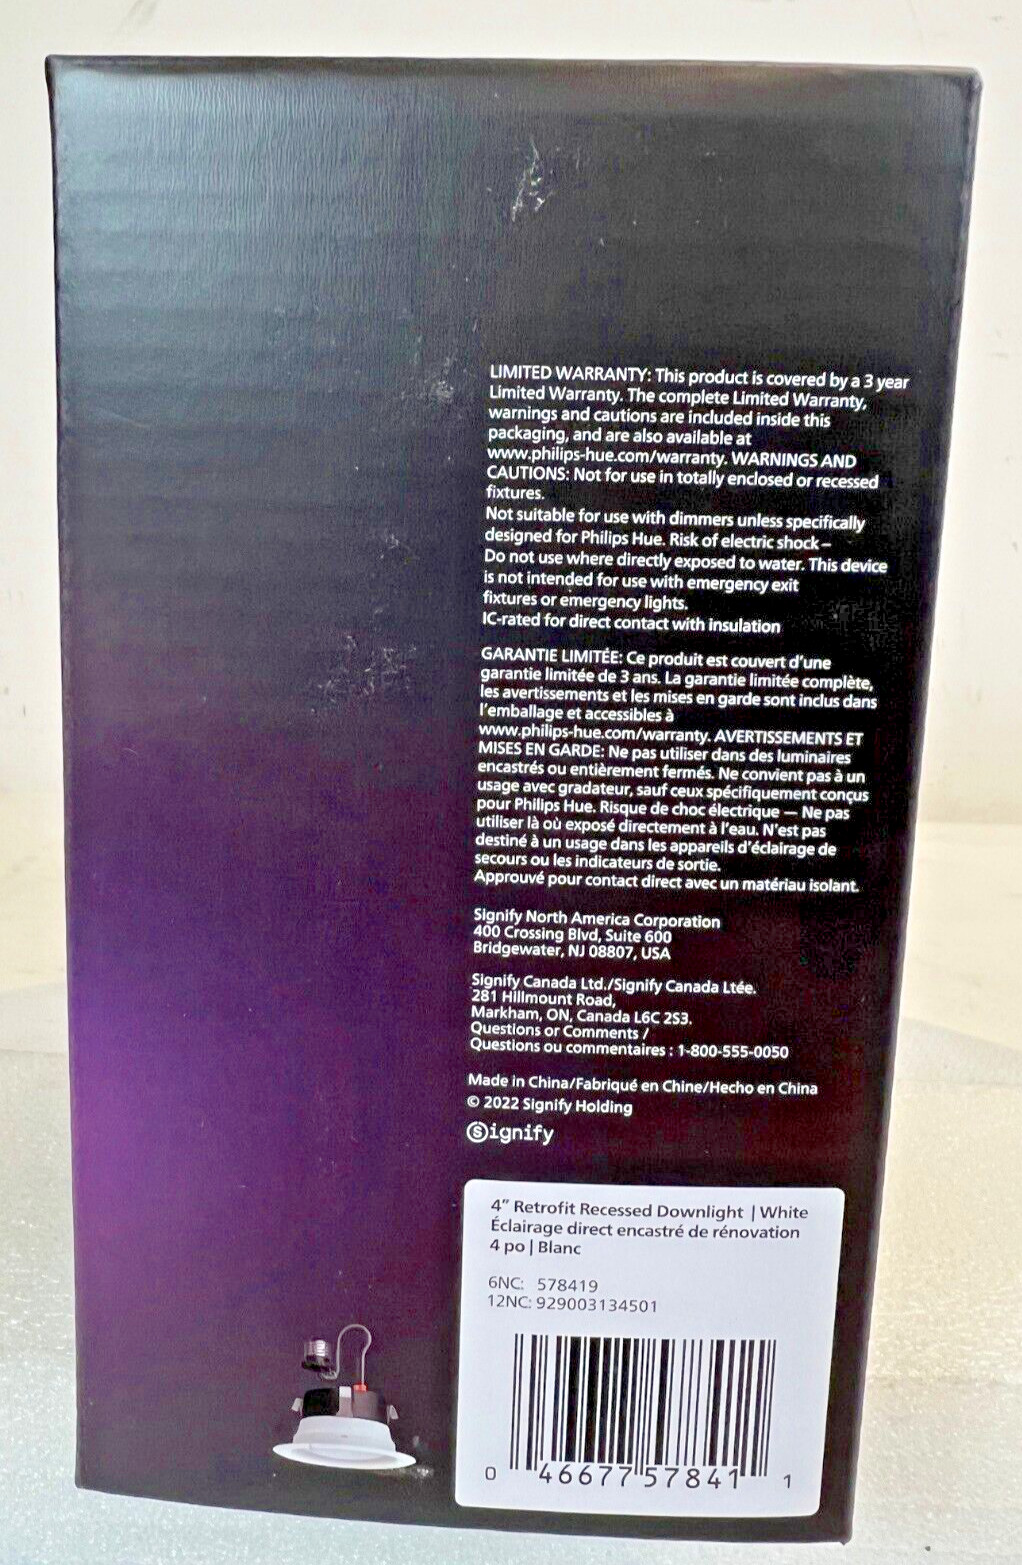 LIMITED WARRANTY: This product is covered by a 3 year
Limited Warranty. The complete Limited Warranty,
warnings and cautions are included inside this
packaging, and are also available at
www.philips-hue.com/warranty. WARNINGS AND
CAUTIONS: Not for use in totally enclosed or recessed
fixtures.
Not suitable for use with dimmers unless specifically
designed for Philips Hue. Risk of electric shock—
Do not use where directly exposed to water. This device
is not intended for use with emergency exit
fixtures or emergency lights.
IC-rated for direct contact with insulation
GARANTIE LIMITÉE: Ce produit est couvert d'une
garantie limitée de 3 ans. La garantie limitée complète,
les avertissements et les mises en garde sont inclus dans
l'emballage et accessibles à
www.philips-hue.com/warranty. AVERTISSEMENTS ET
MISES EN GARDE: Ne pas utiliser dans des luminaires
encastrés ou entièrement fermés. Ne convient pas à un
usage avec gradateur, sauf ceux spécifiquement conçus
pour Philips Hue. Risque de choc électrique — Ne pas
utiliser là où exposé directement à l'eau. N'est pas
destiné à un usage dans les appareils d'éclairage de
secours ou les indicateurs de sortie.
Approuvé pour contact direct avec un matériau isolant.
Signify North America Corporation
400 Crossing Blvd, Suite 600
Bridgewater, NJ 08807, USA
Signify Canada Ltd./Signify Canada Ltée.
281 Hillmount Road,
Markham, ON, Canada L6C 2S3.
Questions or Comments /
Questions ou commentaires : 1-800-555-0050
Made in China/Fabriqué en Chine/Hecho en China
© 2022 Signify Holding
Signify
4" Retrofit Recessed Downlight | White
Éclairage direct encastré de rénovation
4 po | Blanc
6NC: 578419
12NC: 929003134501
0 46677 57841 1